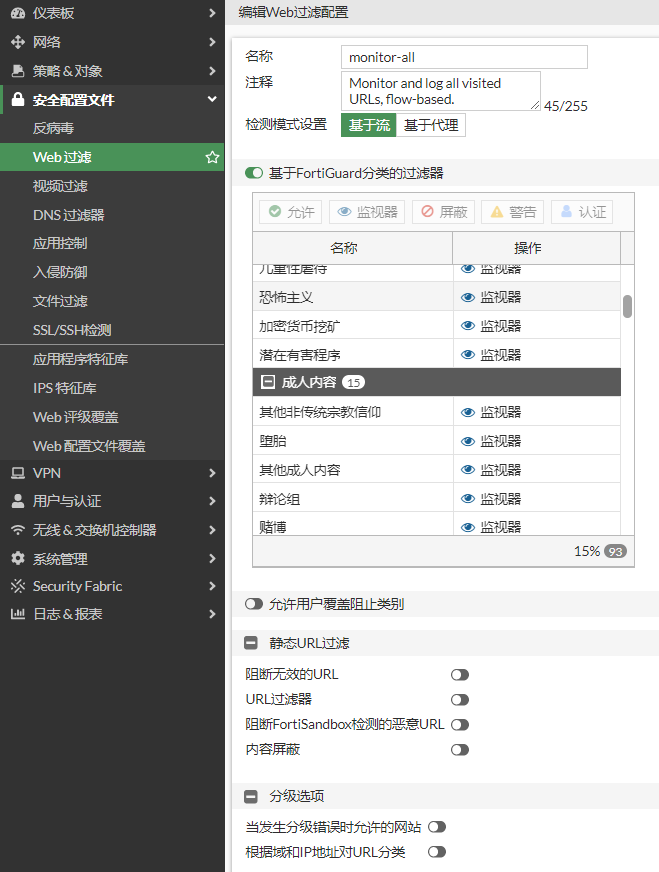 仪表板
网络
策略 & 对象
安全配置文件
反病毒
Web 过滤
视频过滤
DNS 过滤器
应用控制
入侵防御
文件过滤
SSL/SSH检测
应用程序特征库
IPS 特征库
Web 评级覆盖
Web 配置文件覆盖
VPN
用户与认证
无线 & 交换机控制器
系统管理
Security Fabric
日志 & 报表
编辑Web过滤配置
名称 monitor-all
注释 Monitor and log all visited
URLs, flow-based. 45/255
检测模式设置 基于流 基于代理
基于FortiGuard分类的过滤器
允许 监视器 屏蔽 警告 认证
名称 操作
儿童性虐待 监视器
恐怖主义 监视器
加密货币挖矿 监视器
潜在有害程序 监视器
成人内容 15
其他非传统宗教信仰 监视器
堕胎 监视器
其他成人内容 监视器
辩论组 监视器
赌博 监视器
15% 93
允许用户覆盖阻止类别
静态URL过滤
阻断无效的URL
URL过滤器
阻断FortiSandbox检测的恶意URL
内容屏蔽
分级选项
当发生分级错误时允许的网站
根据域和IP地址对URL分类